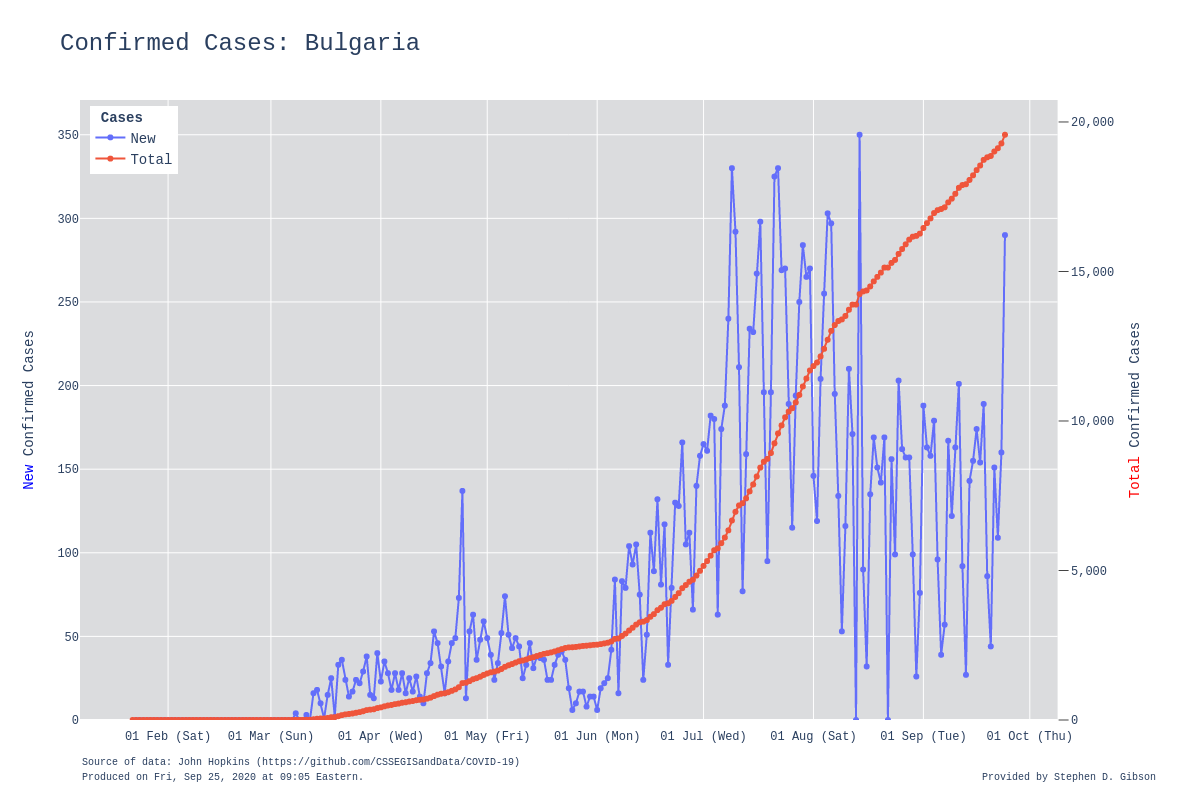 Confirmed Cases: Bulgaria
Cases
New
Total
350
300
250
200
150
100
50
0
20,000
15,000
10,000
5,000
0
New Confirmed Cases
Total Confirmed Cases
01 Feb (Sat)
01 Mar (Sun)
01 Apr (Wed)
01 May (Fri)
01 Jun (Mon)
01 Jul (Wed)
01 Aug (Sat)
01 Sep (Tue)
01 Oct (Thu)
Source of data: John Hopkins (https://github.com/CSSEGISandData/COVID-19)
Produced on Fri, Sep 25, 2020 at 09:05 Eastern.
Provided by Stephen D. Gibson